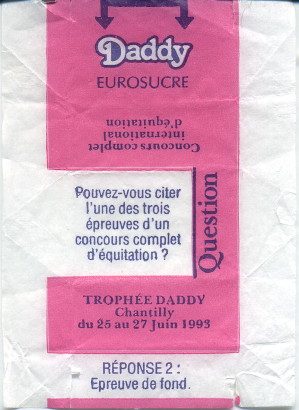 Daddy
EUROSUCRE
Concours complet
international
d'équitation
Question
Pouvez-vous citer
l'une des trois
épreuves d'un
concours complet
d'équitation ?
TROPHÉE DADDY
Chantilly
du 25 au 27 Juin 1993
RÉPONSE 2 :
Epreuve de fond.